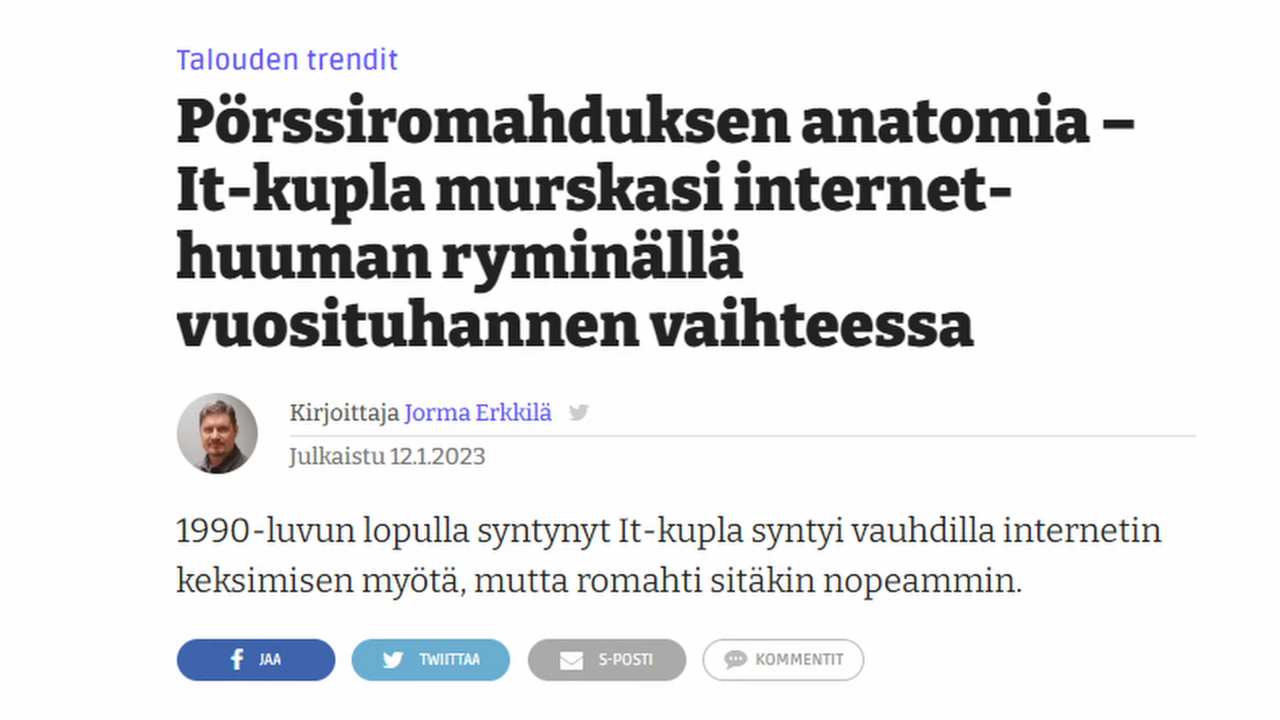 Talouden trendit
Pörssiromahduksen anatomia –
It-kupla murskasi internet-
huuman ryminällä
vuosituhannen vaihteessa
Kirjoittaja Jorma Erkkilä
Julkaistu 12.1.2023
1990-luvun lopulla syntynyt It-kupla syntyi vauhdilla internetin
keksimisen myötä, mutta romahti sitäkin nopeammin.
JAA TWIITTAA S-POSTI KOMMENTIT